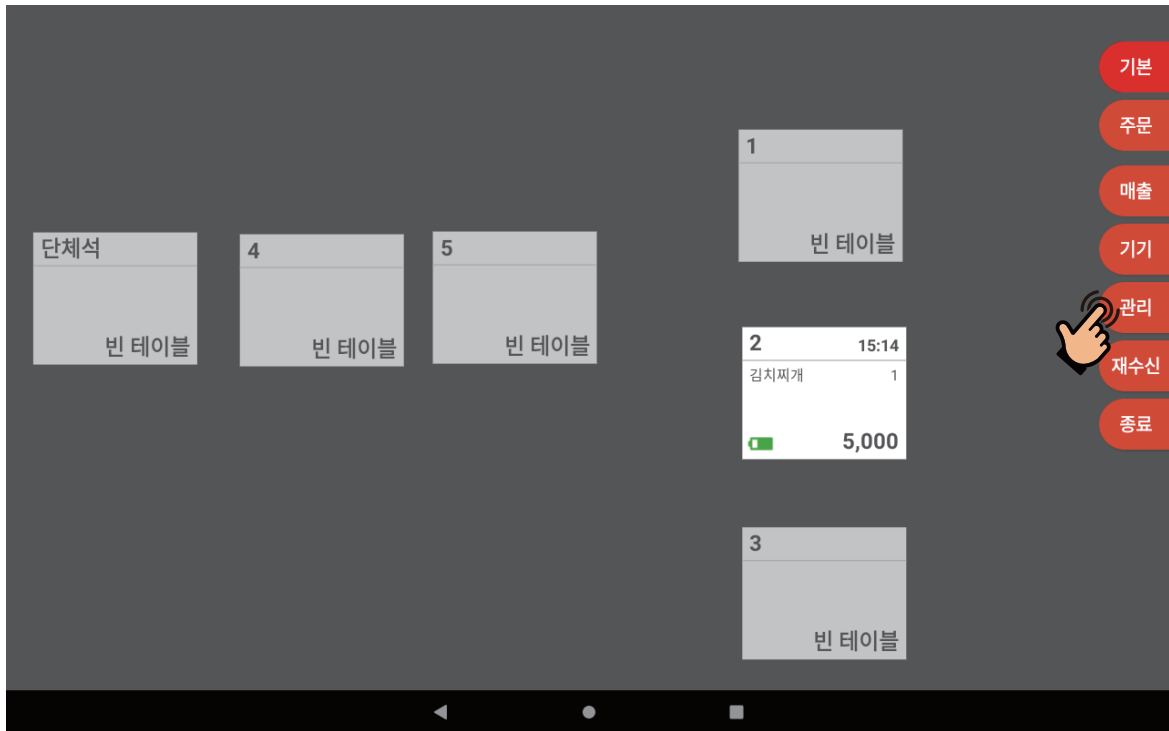 단체석
빈 테이블
4
빈 테이블
5
빈 테이블
1
빈 테이블
2 15:14
김치찌개 1
5,000
3
빈 테이블
기본
주문
매출
기기
관리
재수신
종료